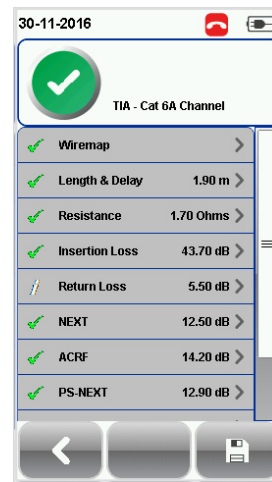 30-11-2016
TIA - Cat 6A Channel
Wiremap
Length & Delay 1.90 m
Resistance 1.70 Ohms
Insertion Loss 43.70 dB
Return Loss 5.50 dB
NEXT 12.50 dB
ACRF 14.20 dB
PS-NEXT 12.90 dB